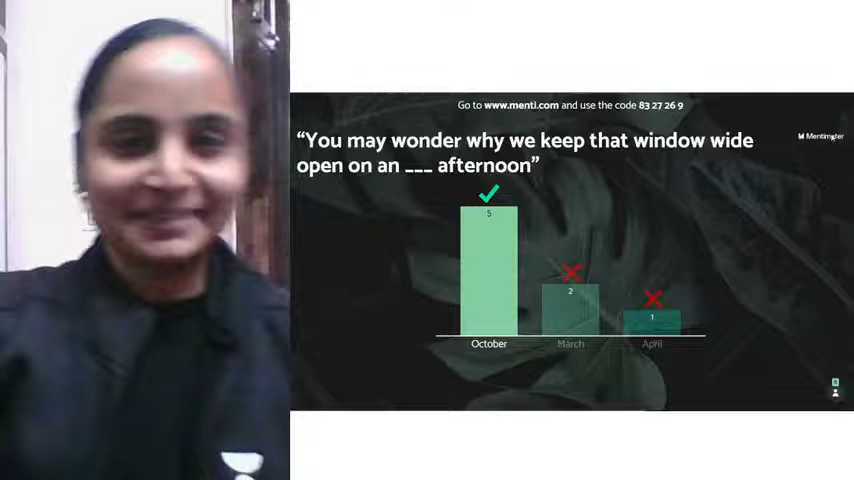 Go to www.menti.com and use the code 83 27 26 9
Mentimeter
“You may wonder why we keep that window wide
open on an ___ afternoon”
5
2
1
October
March
April
8